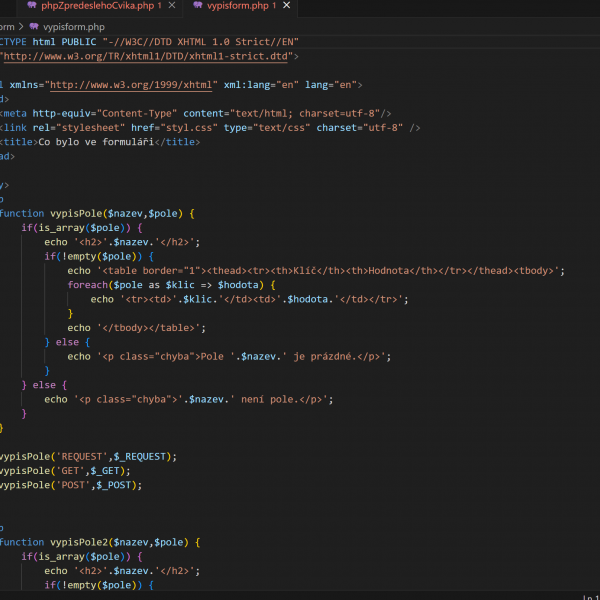 phpZpredeslehoCvika.php 1 vypisform.php 1
orm > vypisform.php
CTYPE html PUBLIC "-//W3C//DTD XHTML 1.0 Strict//EN"
"http://www.w3.org/TR/xhtml1/DTD/xhtml1-strict.dtd">
l xmlns="http://www.w3.org/1999/xhtml" xml:lang="en" lang="en">
d>
<meta http-equiv="Content-Type" content="text/html; charset=utf-8"/>
<link rel="stylesheet" href="styl.css" type="text/css" charset="utf-8" />
<title>Co bylo ve formuláři</title>
ad>
y>
p
function vypisPole($nazev,$pole) {
if(is_array($pole)) {
echo '<h2>'.$nazev.'</h2>';
if(!empty($pole)) {
echo '<table border="1"><thead><tr><th>Klíč</th><th>Hodnota</th></tr></thead><tbody>';
foreach($pole as $klic => $hodota) {
echo '<tr><td>'.$klic.'</td><td>'.$hodota.'</td></tr>';
}
echo '</tbody></table>';
} else {
echo '<p class="chyba">Pole '.$nazev.' je prázdné.</p>';
}
} else {
echo '<p class="chyba">'.$nazev.' není pole.</p>';
}
}
vypisPole('REQUEST',$_REQUEST);
vypisPole('GET',$_GET);
vypisPole('POST',$_POST);
p
function vypisPole2($nazev,$pole) {
if(is_array($pole)) {
echo '<h2>'.$nazev.'</h2>';
if(!empty($pole)) {